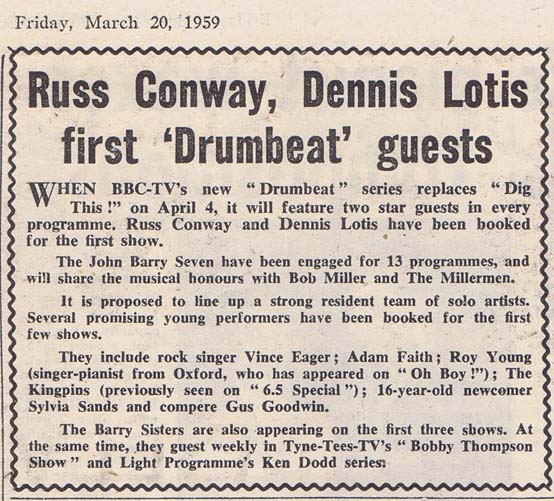 Friday, March 20, 1959
Russ Conway, Dennis Lotis
first ‘Drumbeat’ guests
WHEN BBC-TV's new “Drumbeat” series replaces “Dig
This!” on April 4, it will feature two star guests in every
programme. Russ Conway and Dennis Lotis have been booked
for the first show.
The John Barry Seven have been engaged for 13 programmes, and
will share the musical honours with Bob Miller and The Millermen.
It is proposed to line up a strong resident team of solo artists.
Several promising young performers have been booked for the first
few shows.
They include rock singer Vince Eager; Adam Faith; Roy Young
(singer-pianist from Oxford, who has appeared on “Oh Boy!”); The
Kingpins (previously seen on “6.5 Special”); 16-year-old newcomer
Sylvia Sands and compere Gus Goodwin.
The Barry Sisters are also appearing on the first three shows. At
the same time, they guest weekly in Tyne-Tees-TV's “Bobby Thompson
Show” and Light Programme's Ken Dodd series.